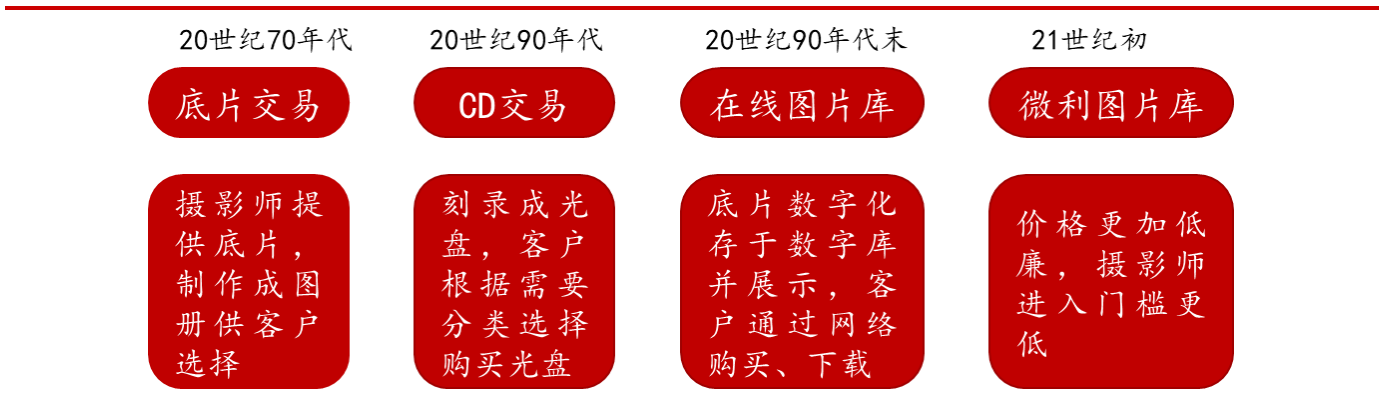 20世纪70年代
20世纪90年代
20世纪90年代末
21世纪初
底片交易
CD交易
在线图片库
微利图片库
摄影师提
供底片，
制作成图
册供客户
选择
刻录成光
盘，客户
根据需要
分类选择
购买光盘
底片数字化
存于数字库
并展示，客
户通过网络
购买、下载
价格更加低
廉，摄影师
进入门槛更
低